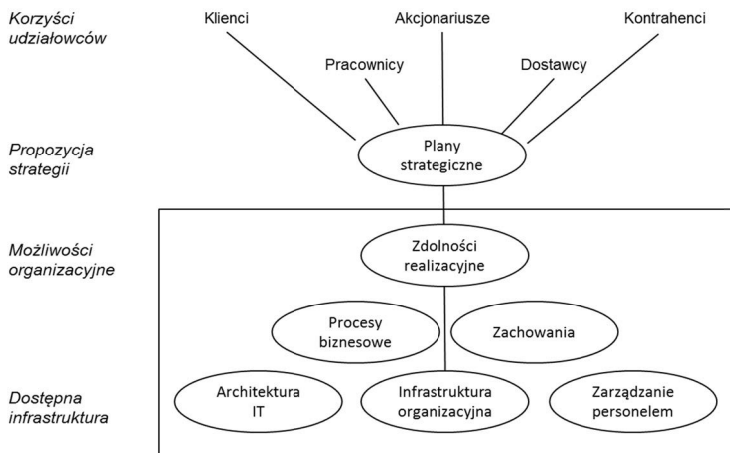 Korzyści
udziałowców
Klienci
Akcjonariusze
Kontrahenci
Pracownicy
Dostawcy
Propozycja
strategii
Plany
strategiczne
Możliwości
organizacyjne
Zdolności
realizacyjne
Procesy
biznesowe
Zachowania
Dostępna
infrastruktura
Architektura
IT
Infrastruktura
organizacyjna
Zarządzanie
personelem